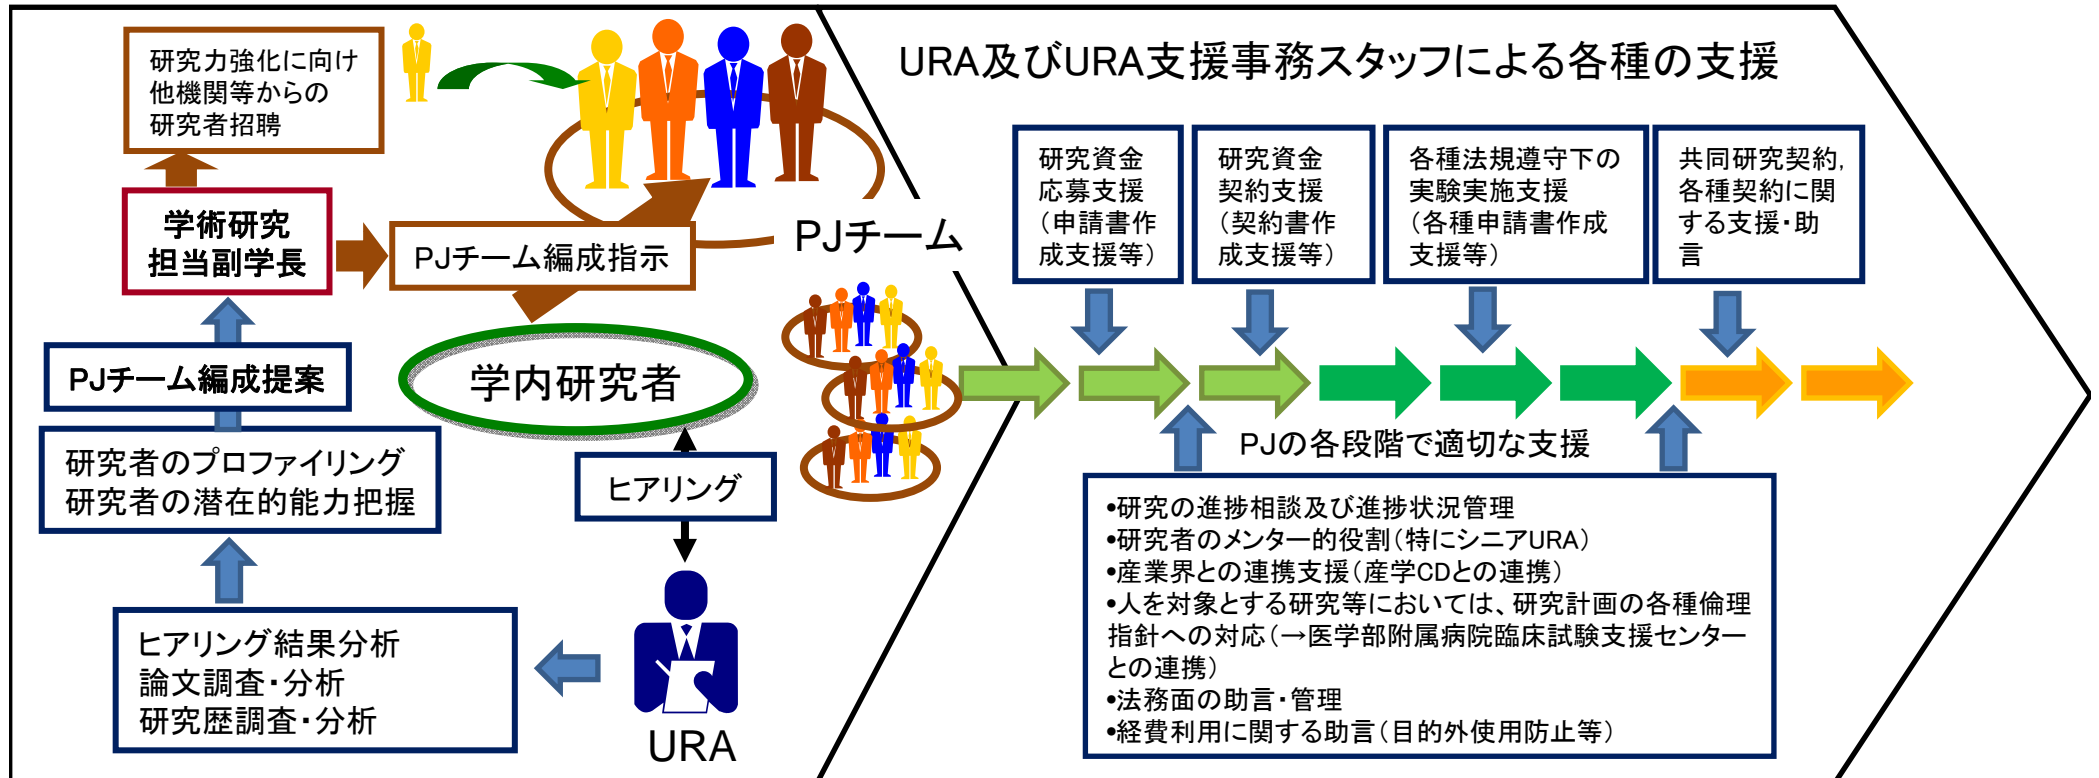 研究力強化に向け
他機関等からの
研究者招聘
学術研究
担当副学長
PJチーム編成指示
PJチーム
PJチーム編成提案
学内研究者
研究者のプロファイリング
研究者の潜在的能力把握
ヒアリング
ヒアリング結果分析
論文調査・分析
研究歴調査・分析
URA
URA及びURA支援事務スタッフによる各種の支援
研究資金
応募支援
(申請書作
成支援等)
研究資金
契約支援
(契約書作
成支援等)
各種法規遵守下の
実験実施支援
(各種申請書作成
支援等)
共同研究契約,
各種契約に関
する支援・助
言
PJの各段階で適切な支援
•研究の進捗相談及び進捗状況管理
•研究者のメンター的役割(特にシニアURA)
•産業界との連携支援(産学CDとの連携)
•人を対象とする研究等においては、研究計画の各種倫理
指針への対応(→医学部附属病院臨床試験支援センター
との連携)
•法務面の助言・管理
•経費利用に関する助言(目的外使用防止等)